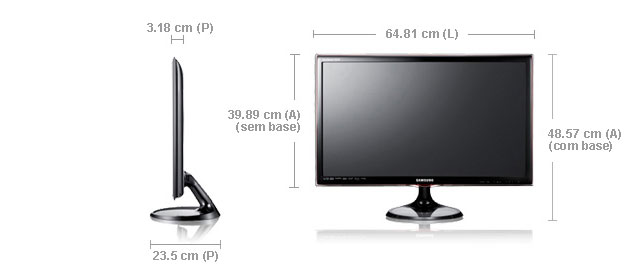 3.18 cm (P)
64.81 cm (L)
39.89 cm (A)
(sem base)
48.57 cm (A)
(com base)
SAMSUNG
23.5 cm (P)